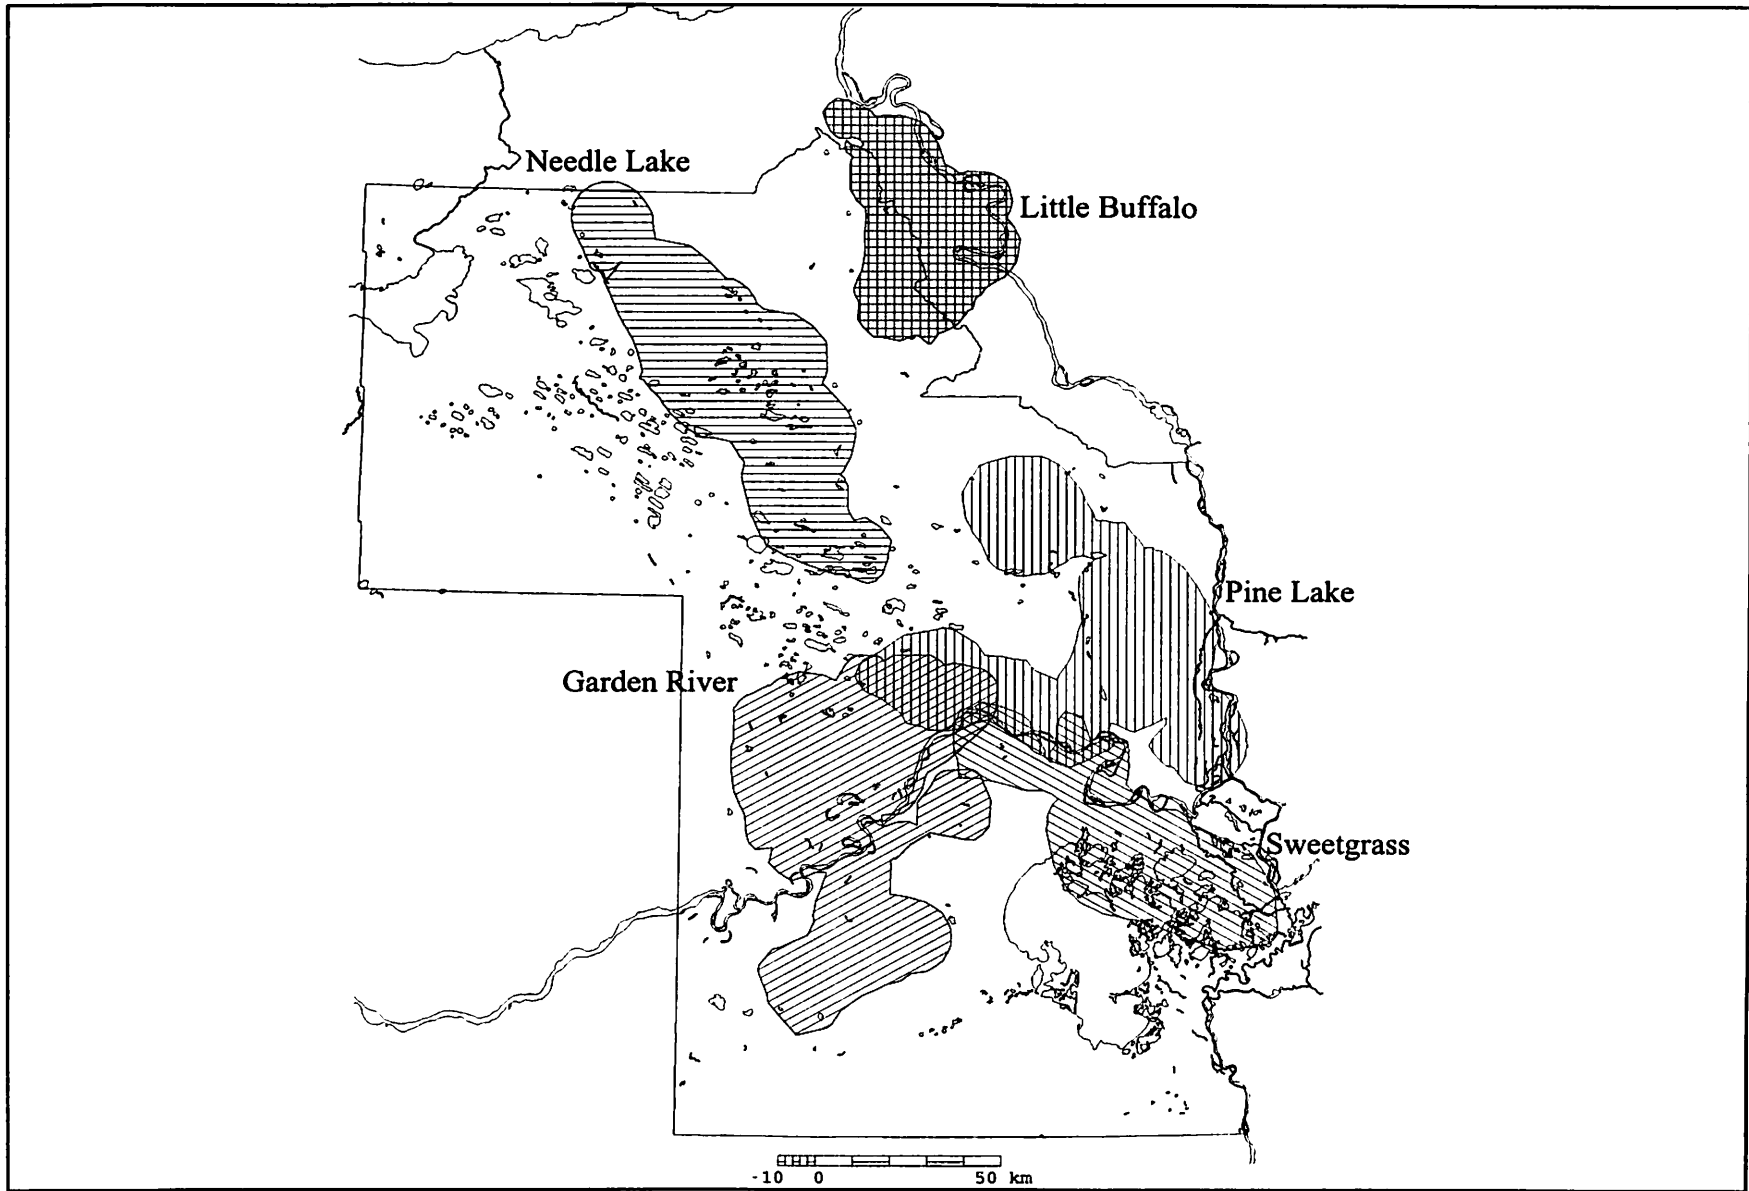 Needle Lake
Little Buffalo
Pine Lake
Garden River
Sweetgrass
-10 0 50 km